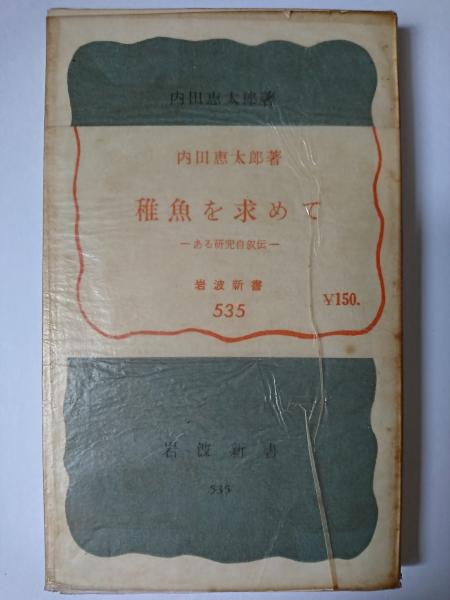 内田恵太郎著
内田恵太郎著
稚魚を求めて
—ある研究自叙伝—
岩波新書
535
¥150.
岩波新書
535